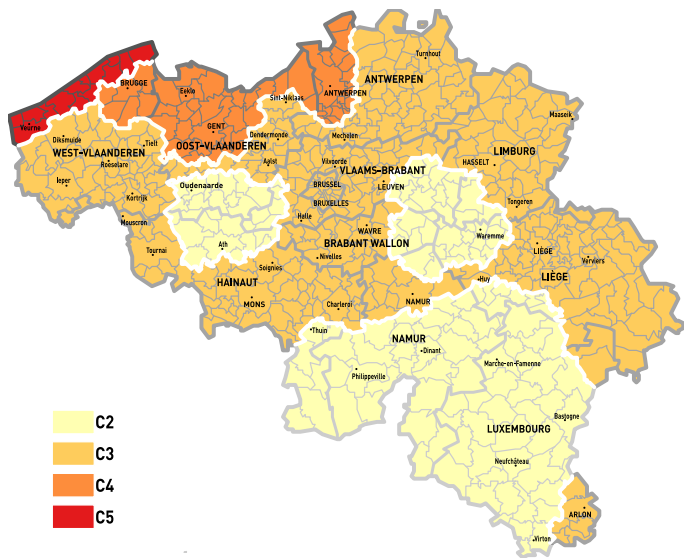 Turnhout
ANTWERPEN
BRUGGE
Eeklo
ANTWERPEN
Sint-Niklaas
Maaseik
Veurne
GENT
Diksmuide
Tielt
OOST-VLAANDEREN
Dendermonde
Mechelen
WEST-VLAANDEREN
LIMBURG
Roeselare
Aalst
Vilvoorde
HASSELT
VLAAMS-BRABANT
Ieper
Oudenaarde
BRUSSEL
LEUVEN
Kortrijk
BRUXELLES
Tongeren
Mouscron
Halle
WAVRE
Waremme
BRABANT WALLON
Ath
LIÈGE
Tournai
Nivelles
Verviers
Soignies
LIÈGE
HAINAUT
Huy
MONS
NAMUR
Charleroi
Thuin
NAMUR
Dinant
Marche-en-Famenne
Philippeville
C2
Bastogne
LUXEMBOURG
C3
Neufchâteau
C4
C5
ARLON
Virton